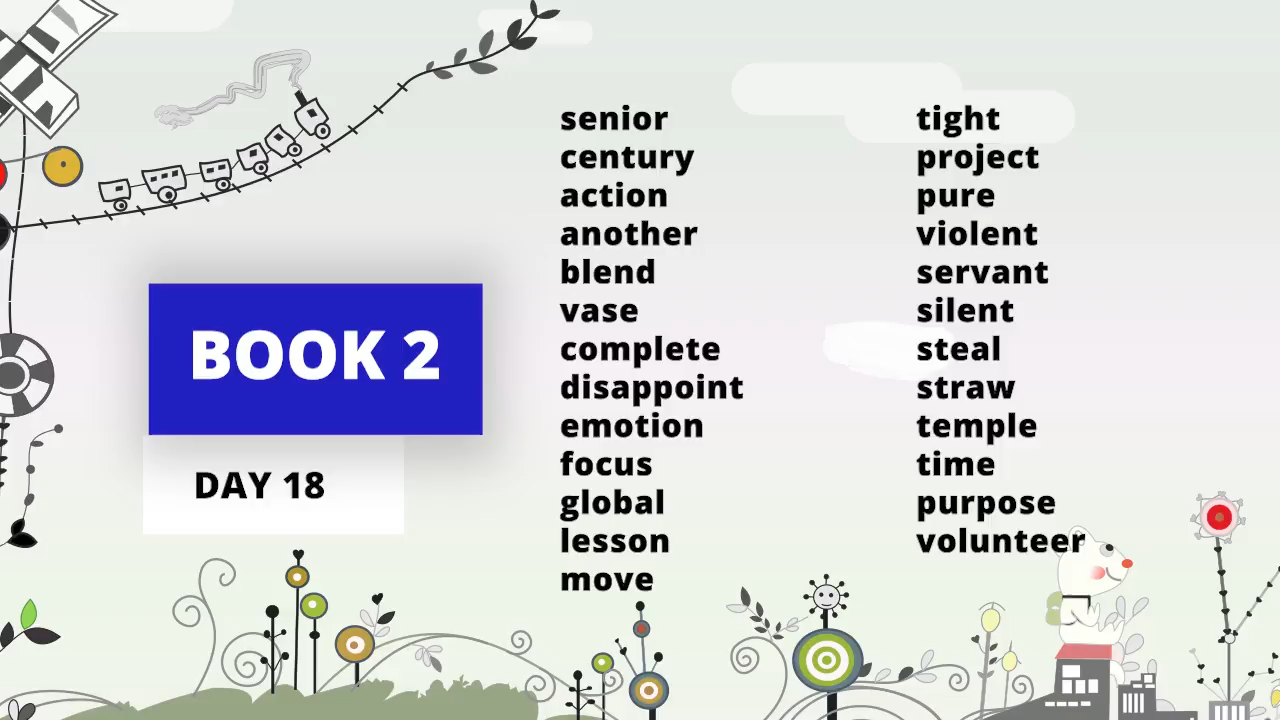 BOOK 2
DAY 18
senior
century
action
another
blend
vase
complete
disappoint
emotion
focus
global
lesson
move
tight
project
pure
violent
servant
silent
steal
straw
temple
time
purpose
volunteer